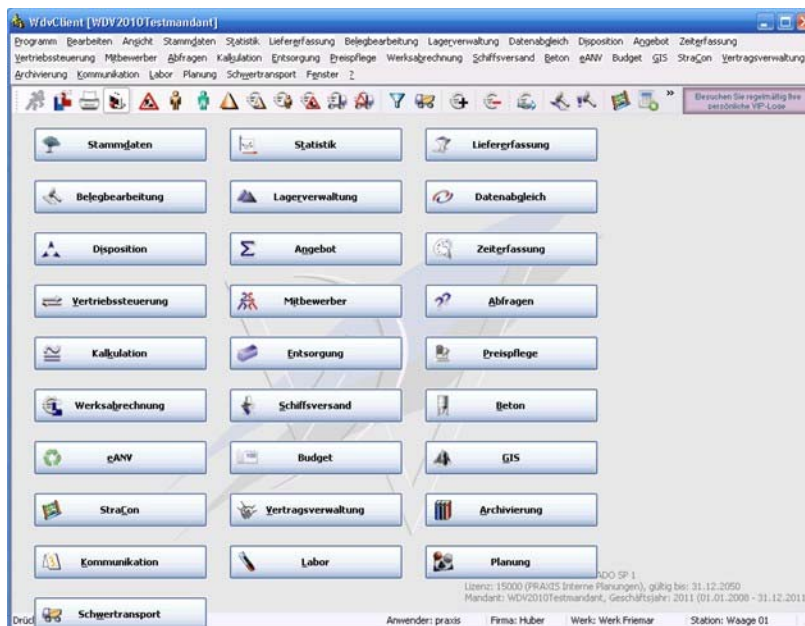 WdvClient [WDV2010Testmandant]
Programm Bearbeiten Ansicht Stammdaten Statistik Liefererfassung Belegbearbeitung Lagerverwaltung Datenabgleich Disposition Angebot Zeiterfassung
Vertriebssteuerung Mitbewerber Abfragen Kalkulation Entsorgung Preispflege Werksabrechnung Schiffsversand Beton eANV Budget GIS StraCon Vertragsverwaltung
Archivierung Kommunikation Labor Planung Schwertransport Fenster ?
Besuchen Sie regelmäßig Ihre
persönliche VIP-Lose
Stammdaten Statistik Liefererfassung
Belegbearbeitung Lagerverwaltung Datenabgleich
Disposition Angebot Zeiterfassung
Vertriebssteuerung Mitbewerber Abfragen
Kalkulation Entsorgung Preispflege
Werksabrechnung Schiffsversand Beton
eANV Budget GIS
StraCon Vertragsverwaltung Archivierung
Kommunikation Labor Planung
ADO SP 1
Lizenz: 15000 (PRAXIS Interne Planungen), gültig bis: 31.12.2050
Mandant: WDV2010Testmandant, Geschäftsjahr: 2011 (01.01.2008 - 31.12.2011
Schwertransport
Drüc Anwender: praxis Firma: Huber Werk: Werk Friemar Station: Waage 01